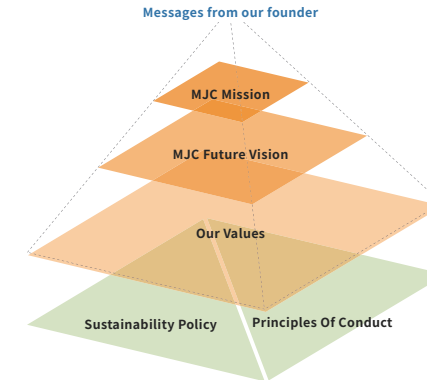 Messages from our founder
MJC Mission
MJC Future Vision
Our Values
Sustainability Policy
Principles Of Conduct